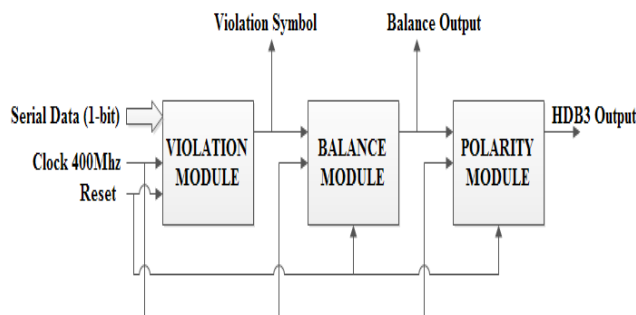 Violation Symbol
Balance Output
Serial Data (1-bit)
HDB3 Output
VIOLATION
MODULE
BALANCE
MODULE
POLARITY
MODULE
Clock 400Mhz
Reset